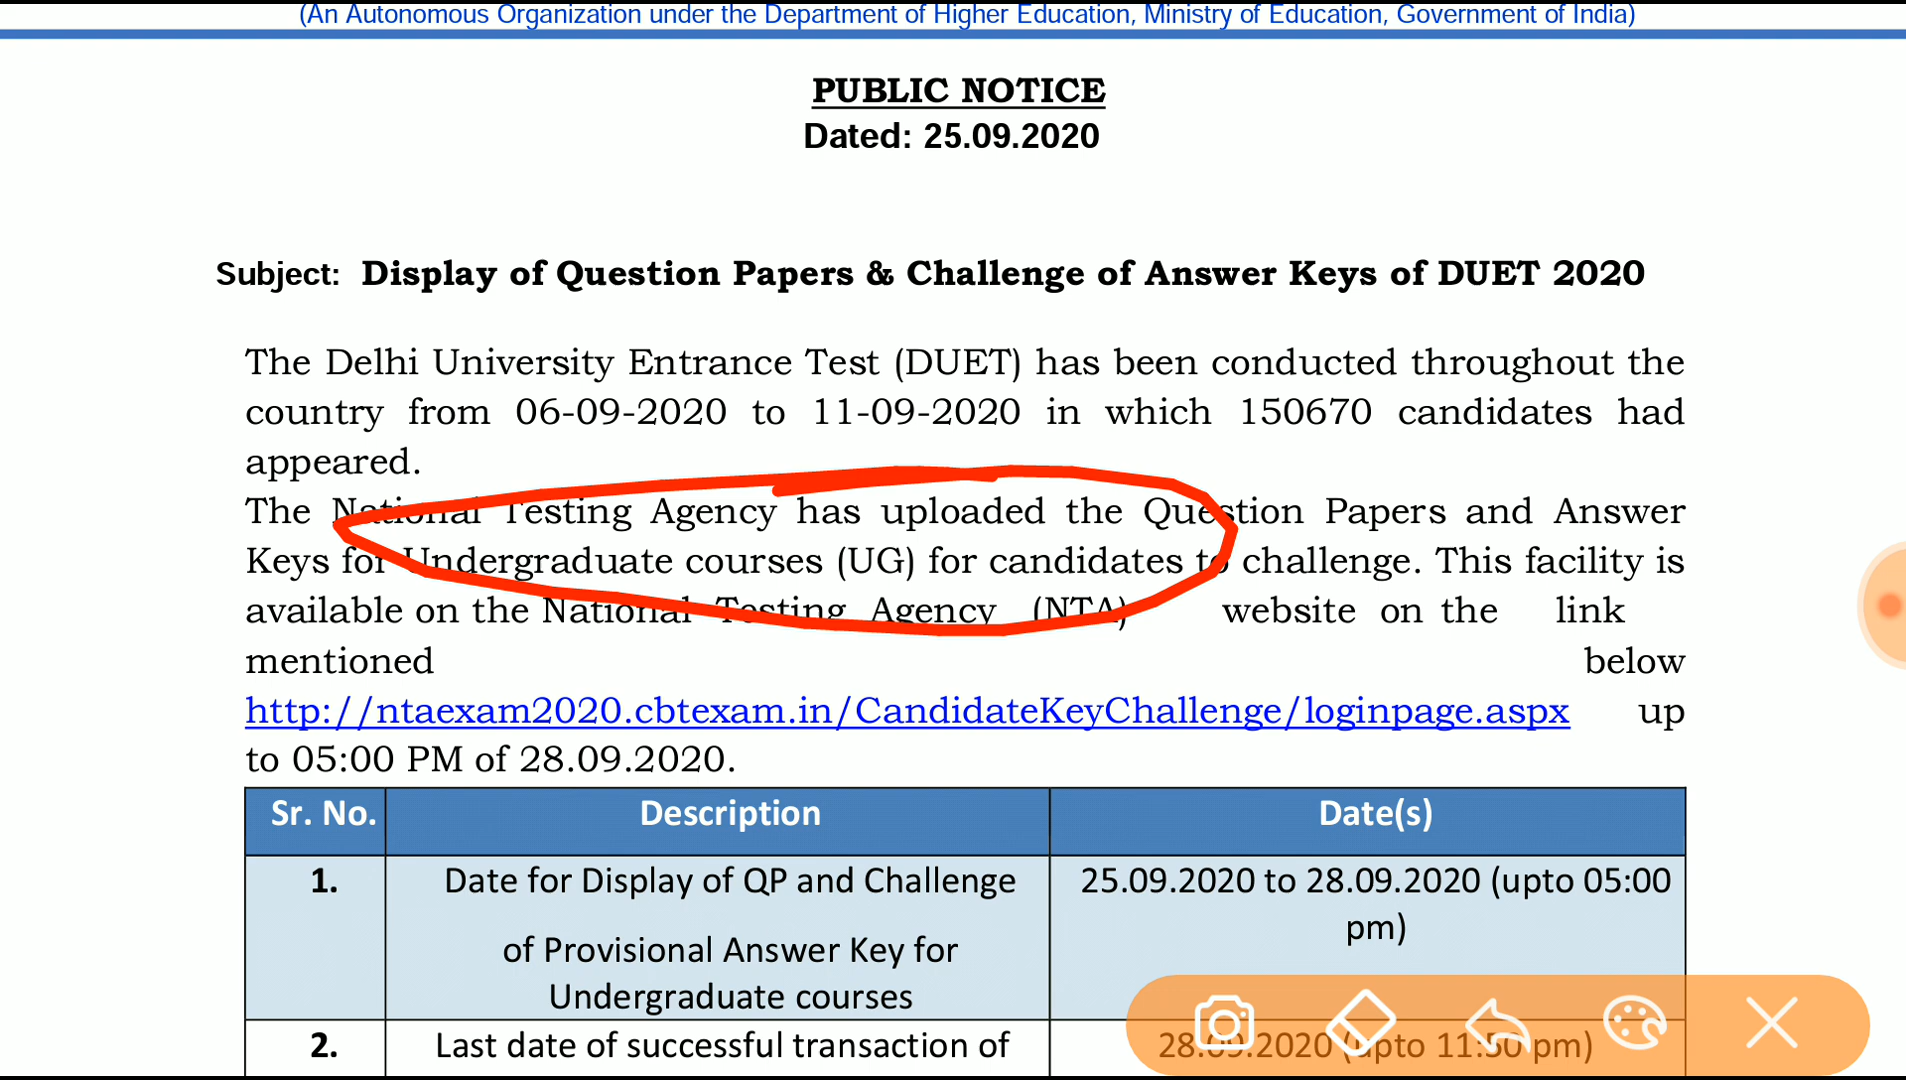 (An Autonomous Organization under the Department of Higher Education, Ministry of Education, Government of India)
PUBLIC NOTICE
Dated: 25.09.2020
Subject: Display of Question Papers & Challenge of Answer Keys of DUET 2020
The Delhi University Entrance Test (DUET) has been conducted throughout the
country from 06-09-2020 to 11-09-2020 in which 150670 candidates had
appeared.
The National Testing Agency has uploaded the Question Papers and Answer
Keys for Undergraduate courses (UG) for candidates to challenge. This facility is
available on the National Testing Agency (NTA) website on the link
mentioned below
http://ntaexam2020.cbtexam.in/CandidateKeyChallenge/loginpage.aspx up
to 05:00 PM of 28.09.2020.
Sr. No. Description Date(s)
1. Date for Display of QP and Challenge 25.09.2020 to 28.09.2020 (upto 05:00
pm)
of Provisional Answer Key for
Undergraduate courses
2. Last date of successful transaction of 28.09.2020 (upto 11:50 pm)